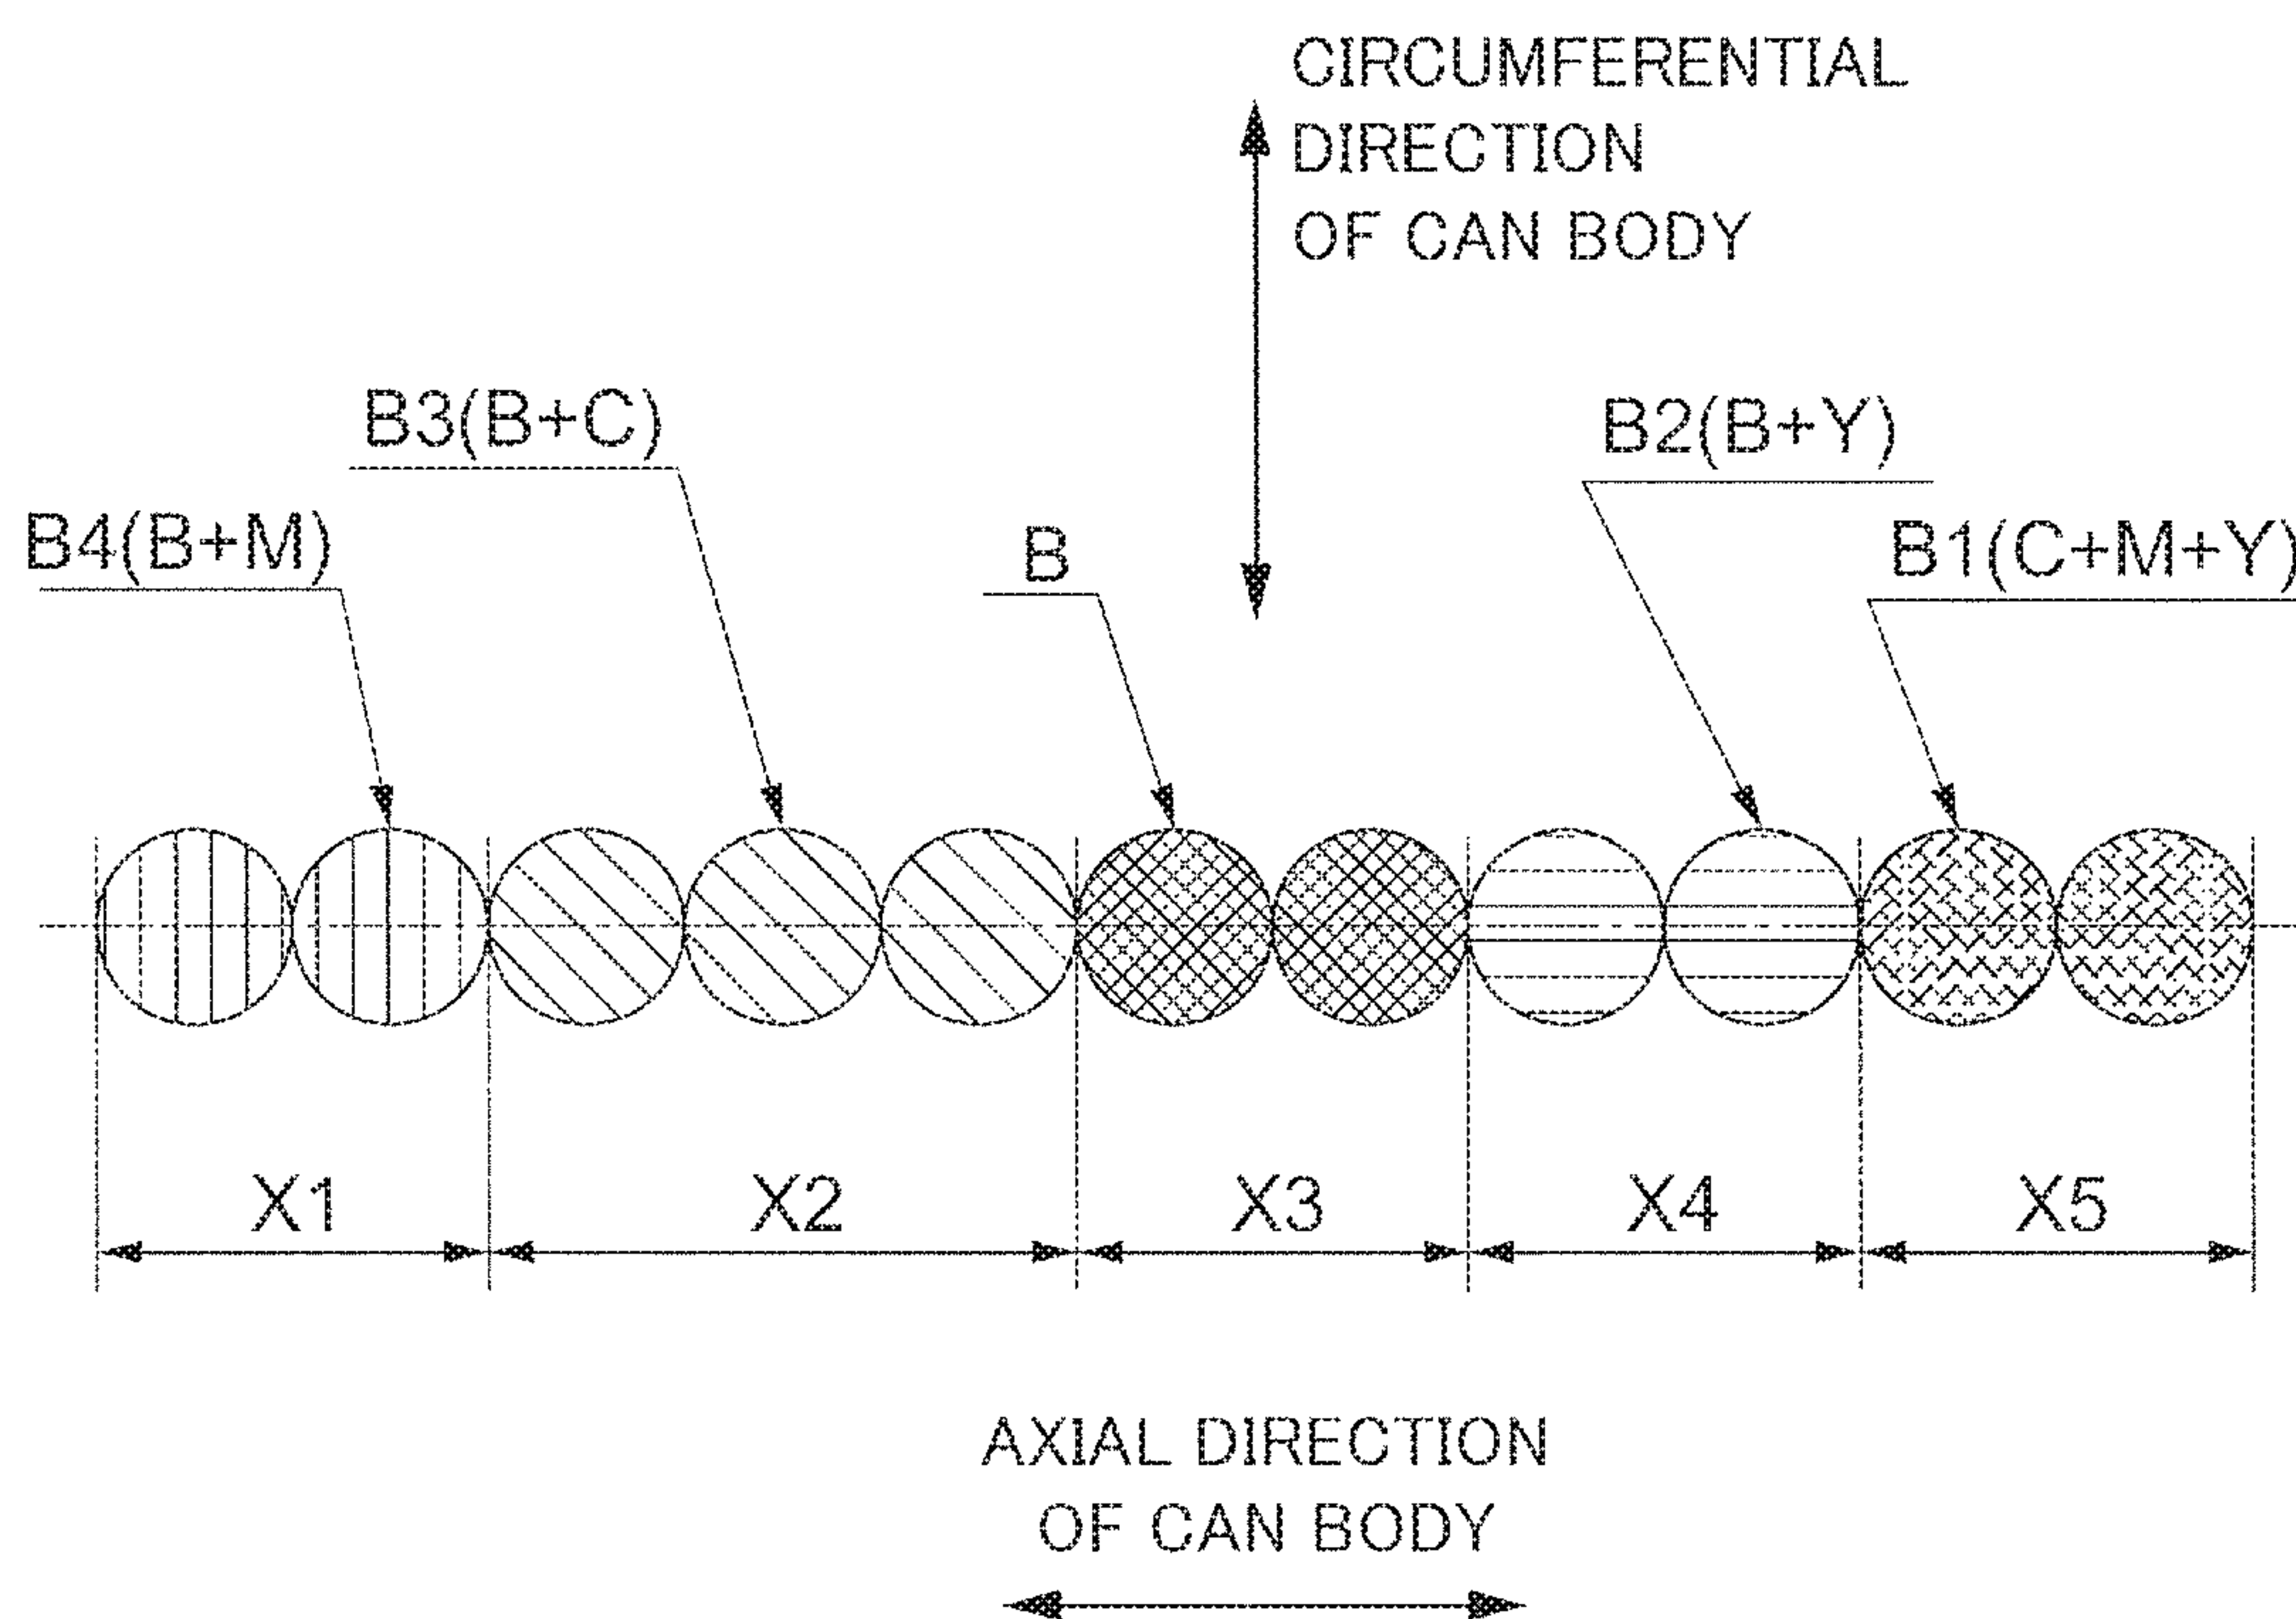 CIRCUMFERENTIAL
DIRECTION
OF CAN BODY
B3(B+C)
B2(B+Y)
B4(B+M)
B
B1(C+M+Y)
X1
X2
X3
X4
X5
AXIAL DIRECTION
OF CAN BODY